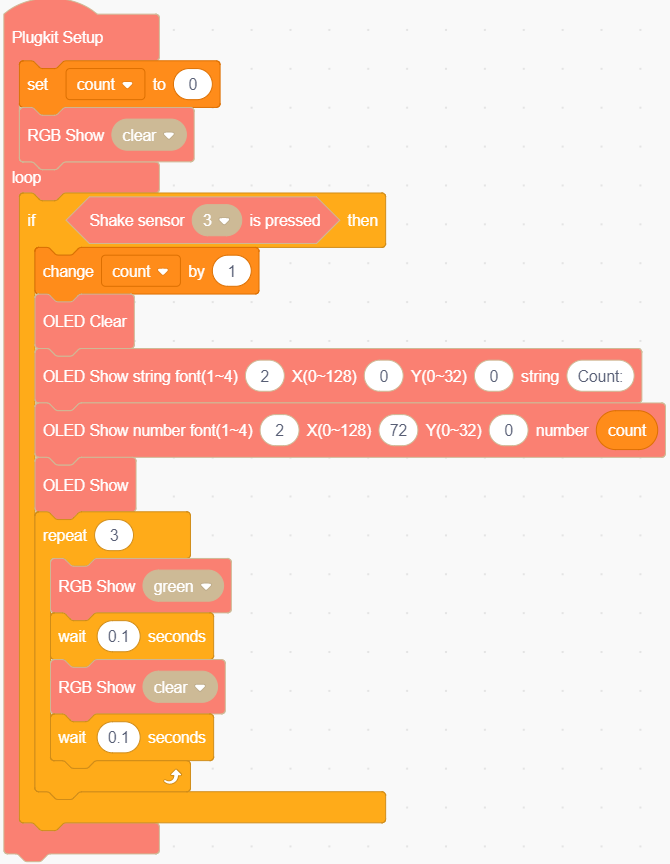 Plugkit Setup
set count to 0
RGB Show clear
loop
if Shake sensor 3 is pressed then
change count by 1
OLED Clear
OLED Show string font(1~4) 2 X(0~128) 0 Y(0~32) 0 string Count:
OLED Show number font(1~4) 2 X(0~128) 72 Y(0~32) 0 number count
OLED Show
repeat 3
RGB Show green
wait 0.1 seconds
RGB Show clear
wait 0.1 seconds